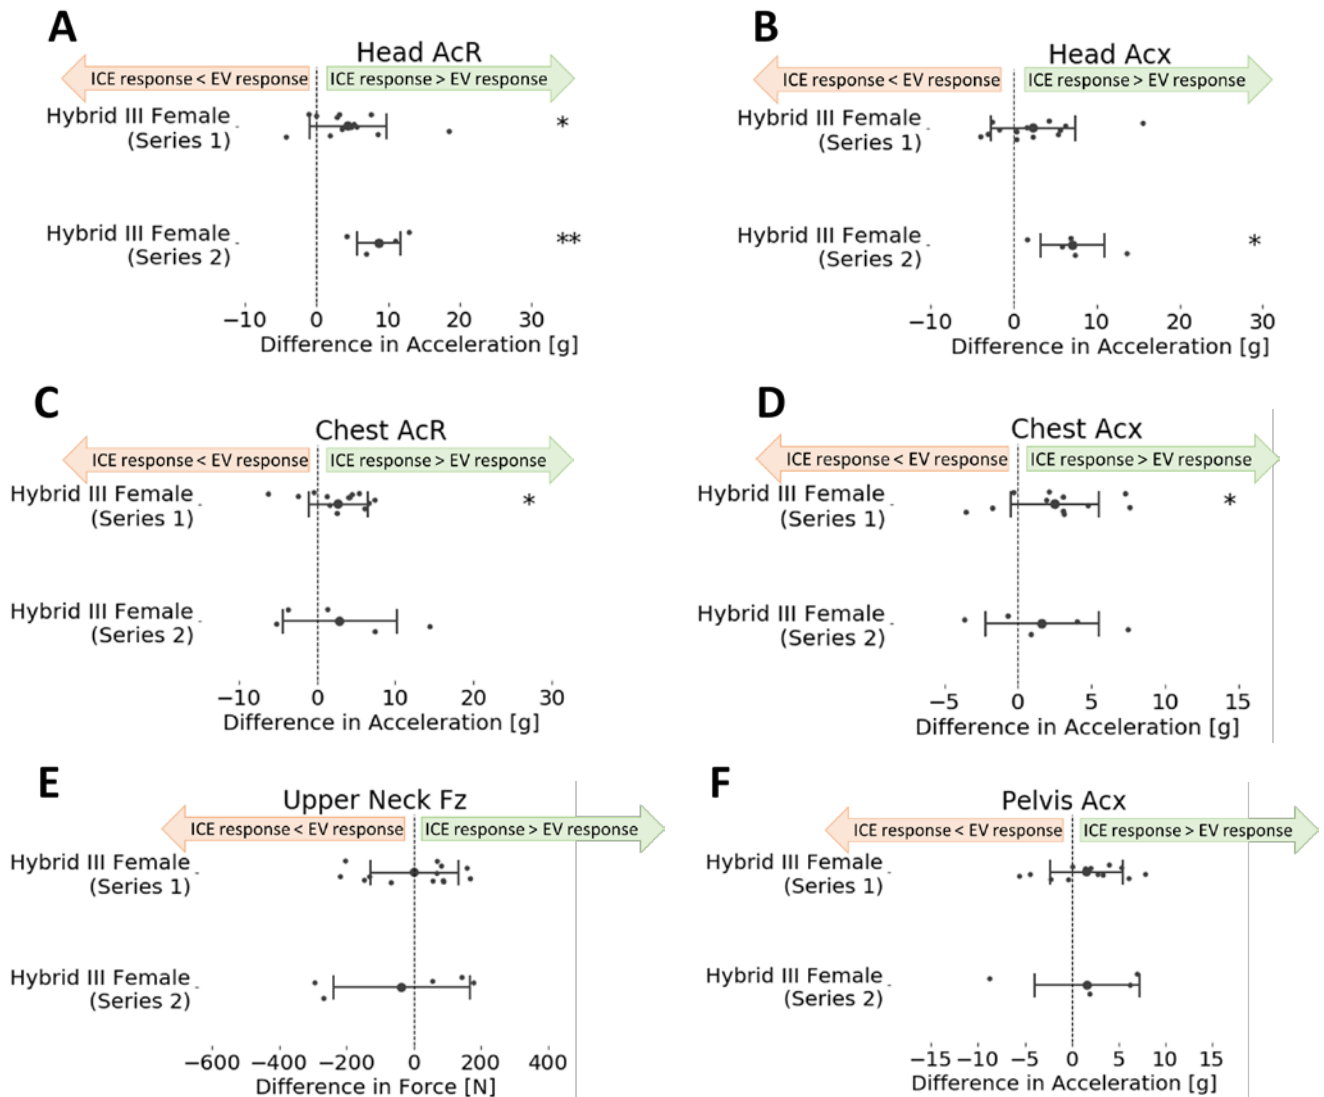 A
Head AcR
ICE response < EV response
ICE response > EV response
Hybrid III Female
(Series 1)
*
Hybrid III Female
(Series 2)
**
−10 0 10 20 30
Difference in Acceleration [g]
B
Head Acx
ICE response < EV response
ICE response > EV response
Hybrid III Female
(Series 1)
Hybrid III Female
(Series 2)
*
−10 0 10 20 30
Difference in Acceleration [g]
C
Chest AcR
ICE response < EV response
ICE response > EV response
Hybrid III Female
(Series 1)
*
Hybrid III Female
(Series 2)
−10 0 10 20 30
Difference in Acceleration [g]
D
Chest Acx
ICE response < EV response
ICE response > EV response
Hybrid III Female
(Series 1)
*
Hybrid III Female
(Series 2)
−5 0 5 10 15
Difference in Acceleration [g]
E
Upper Neck Fz
ICE response < EV response
ICE response > EV response
Hybrid III Female
(Series 1)
Hybrid III Female
(Series 2)
−600 −400 −200 0 200 400
Difference in Force [N]
F
Pelvis Acx
ICE response < EV response
ICE response > EV response
Hybrid III Female
(Series 1)
Hybrid III Female
(Series 2)
−15 −10 −5 0 5 10 15
Difference in Acceleration [g]